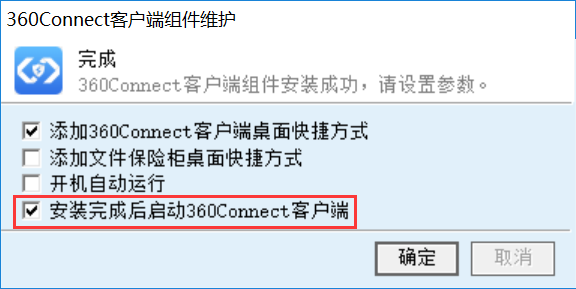 360Connect客户端组件维护
完成
360Connect客户端组件安装成功，请设置参数。
添加360Connect客户端桌面快捷方式
添加文件保险柜桌面快捷方式
开机自动运行
安装完成后启动360Connect客户端
确定 取消